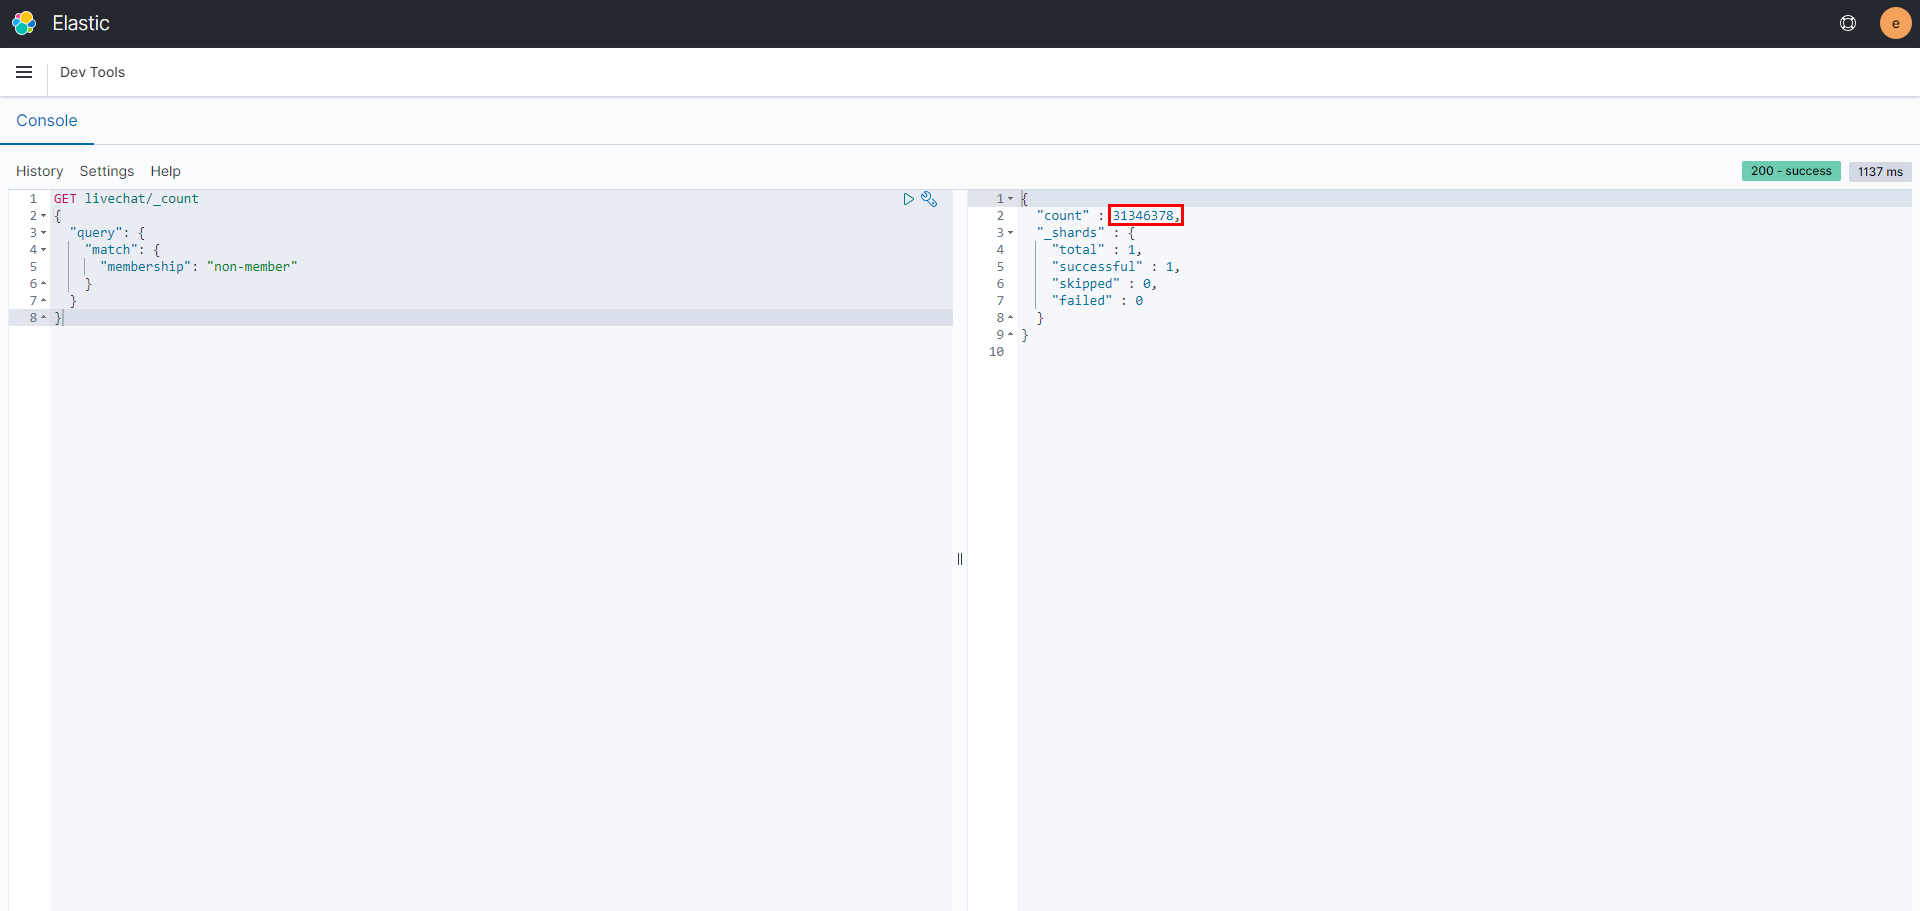 Elastic
e
Dev Tools
Console
History Settings Help
200 - success 1137 ms
1 GET livechat/_count
2 {
3 "query": {
4 "match": {
5 "membership": "non-member"
6 }
7 }
8 }
1 {
2 "count" : 31346378,
3 "_shards" : {
4 "total" : 1,
5 "successful" : 1,
6 "skipped" : 0,
7 "failed" : 0
8 }
9 }
10